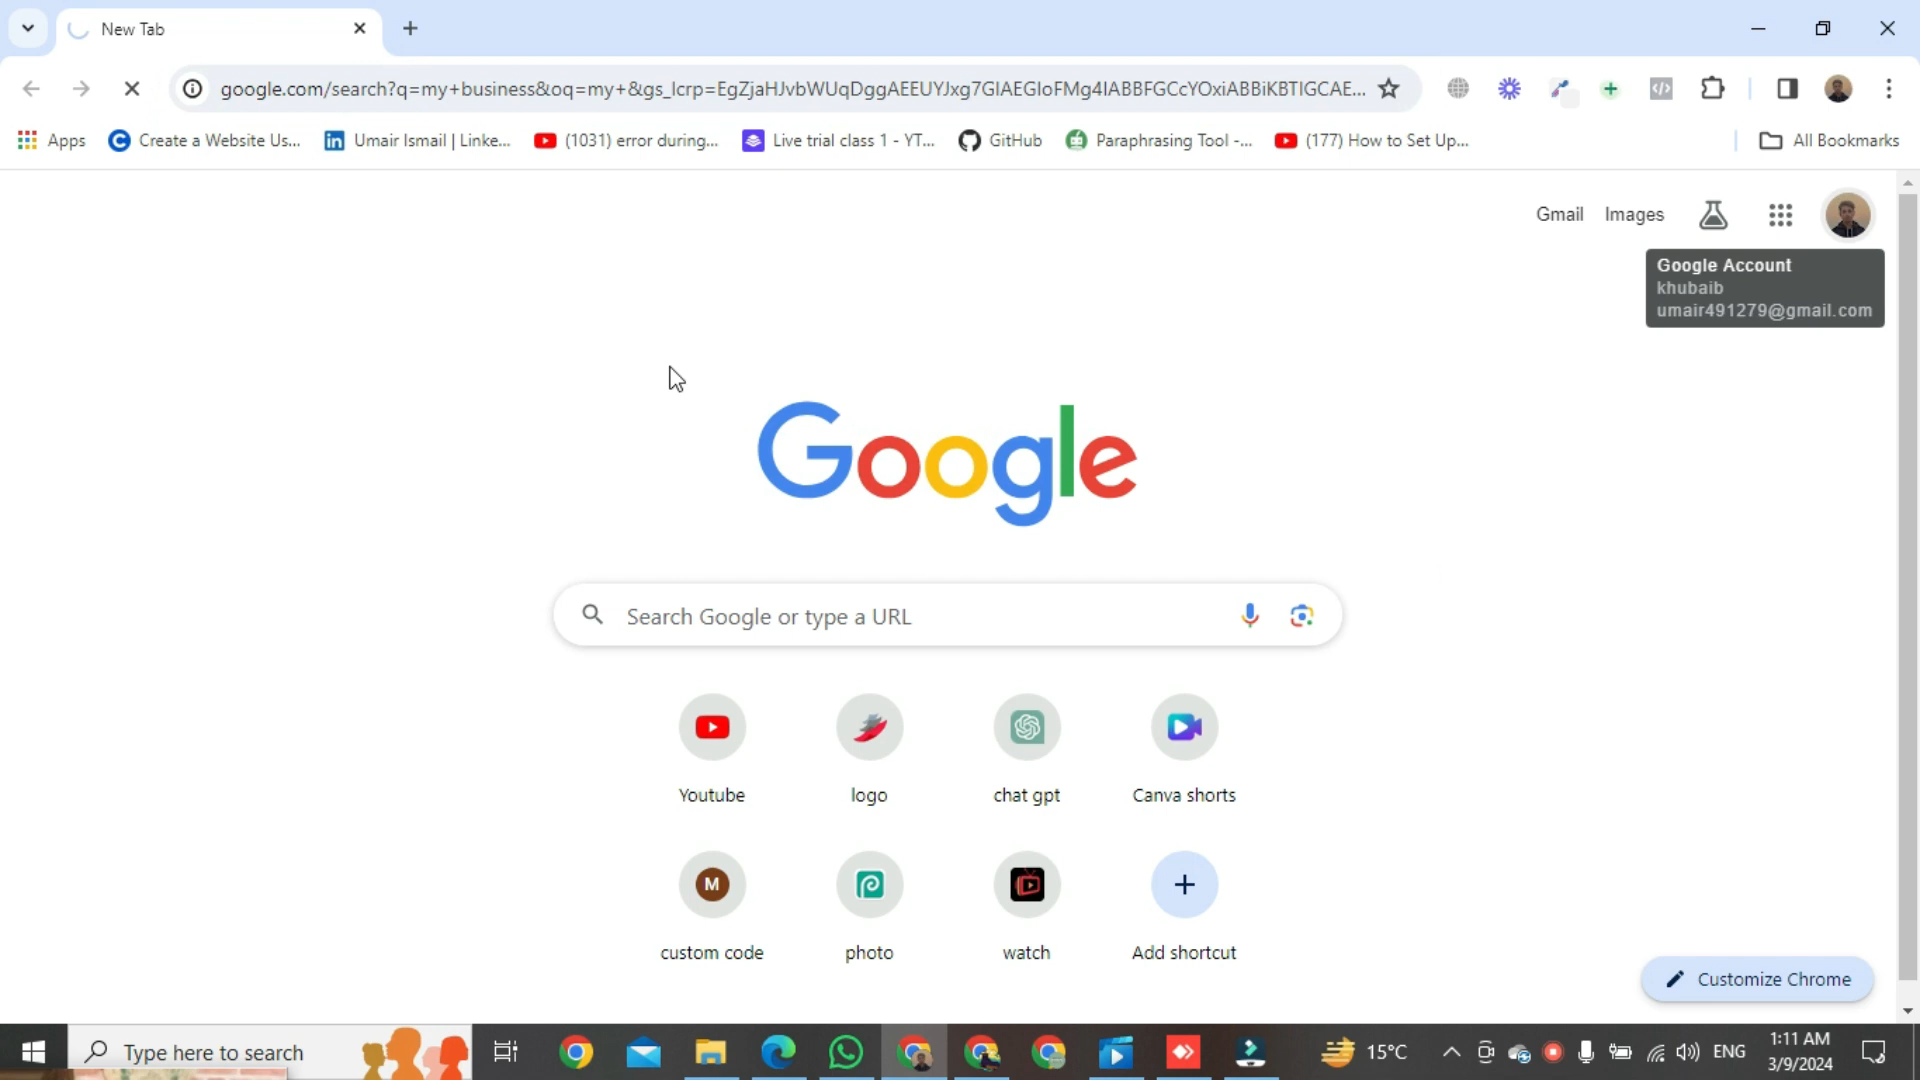 New Tab
google.com/search?q=my+business&oq=my+&gs_lcrp=EgZjaHJvbWUqDggAEEUYJxg7GIAEGIoFMg4IABBFGCcYOxiABBiKBTIGCAE...
Apps
Create a Website Us...
Umair Ismail | Linke...
(1031) error during...
Live trial class 1 - YT...
GitHub
Paraphrasing Tool -...
(177) How to Set Up...
All Bookmarks
Gmail
Images
Google Account
khubaib
umair491279@gmail.com
Google
Search Google or type a URL
Youtube
logo
chat gpt
Canva shorts
M
custom code
photo
watch
Add shortcut
Customize Chrome
Type here to search
15°C
ENG
1:11 AM
3/9/2024